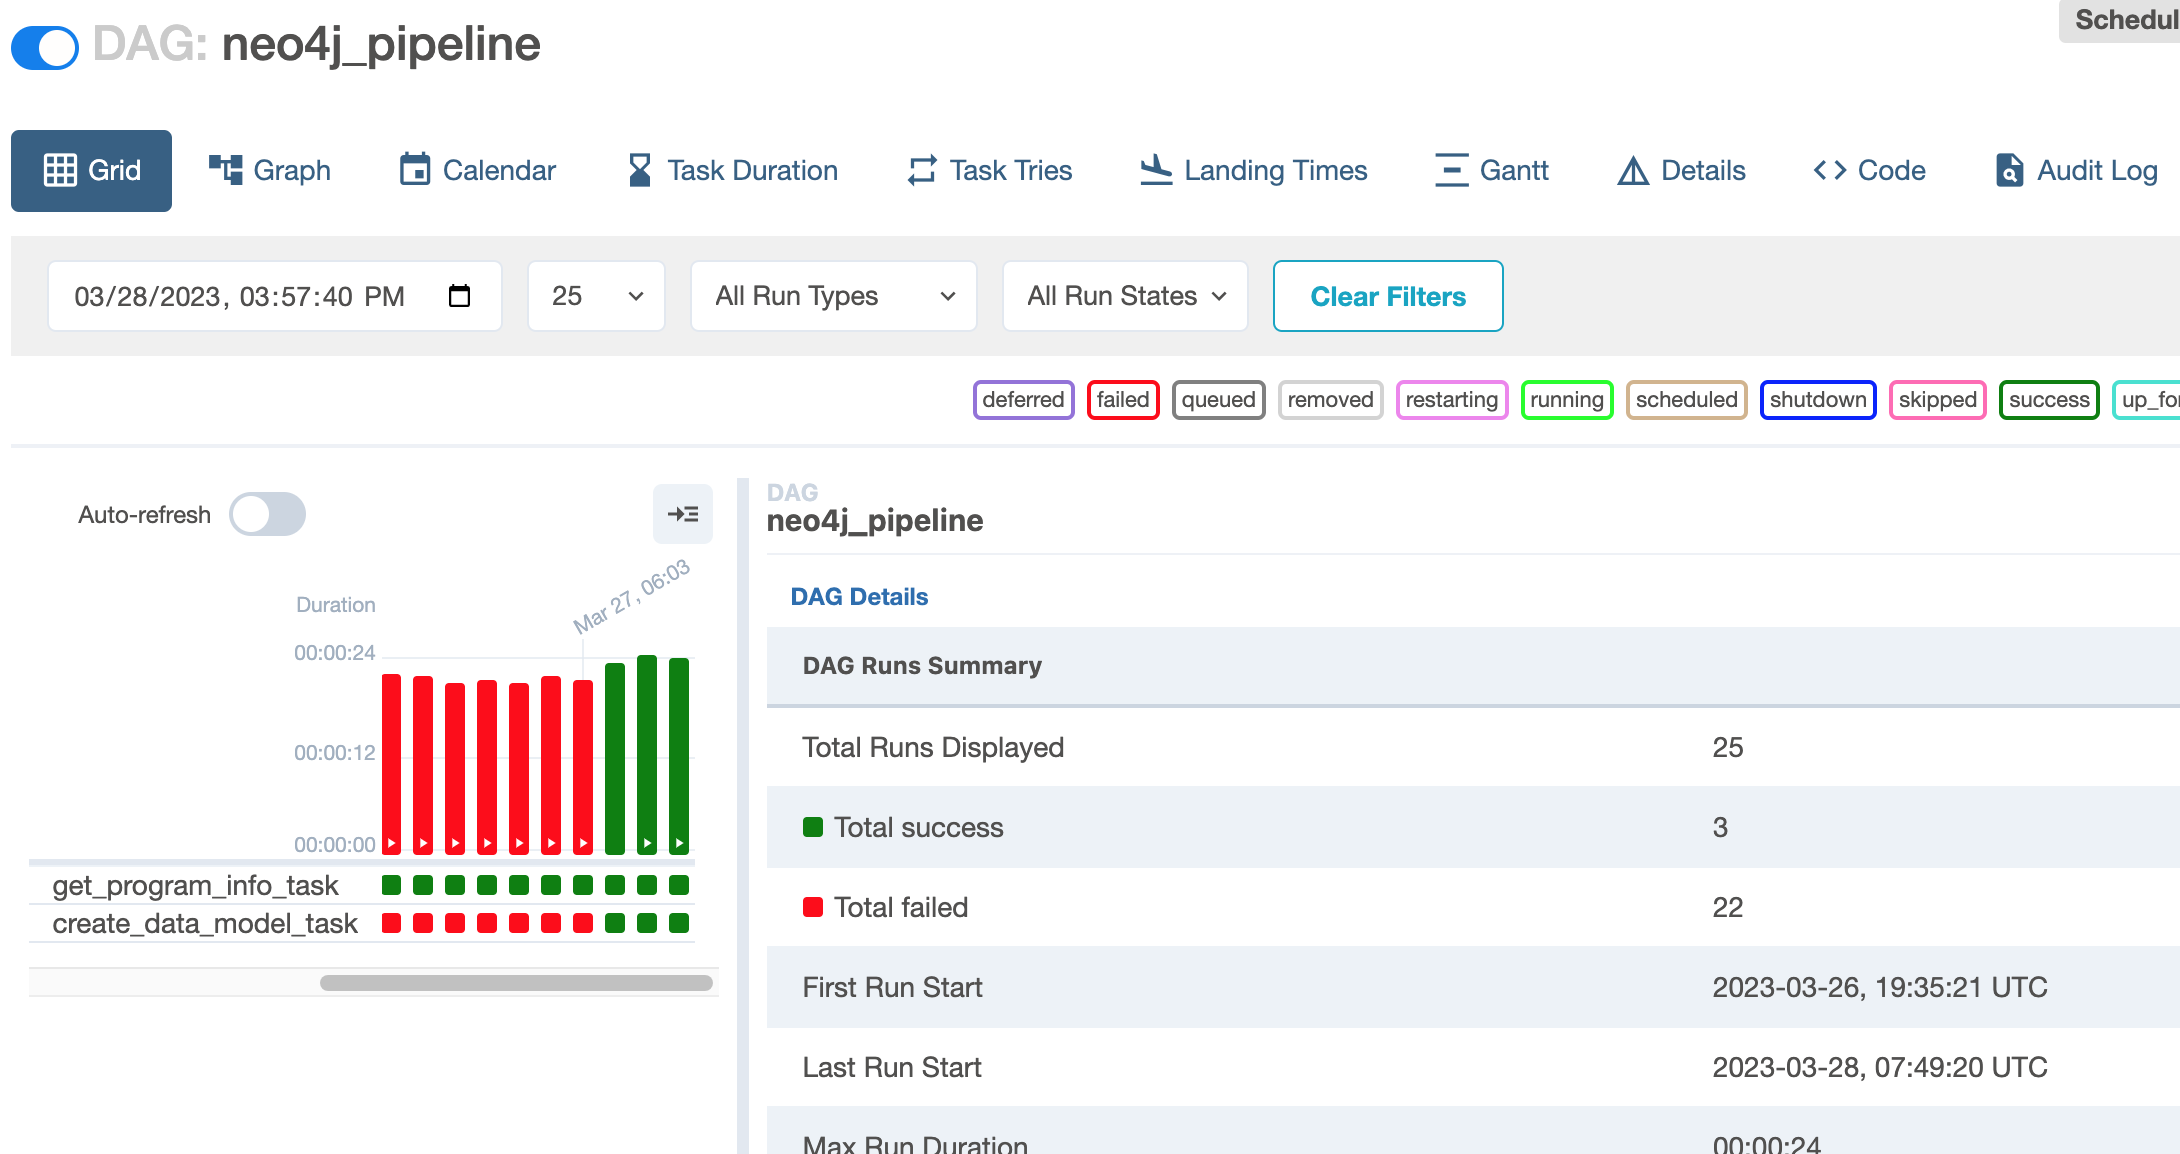 DAG: neo4j_pipeline
Schedul
Grid Graph Calendar Task Duration Task Tries Landing Times Gantt Details Code Audit Log
03/28/2023, 03:57:40 PM 25 All Run Types All Run States Clear Filters
deferred failed queued removed restarting running scheduled shutdown skipped success up_for
Auto-refresh
Mar 27, 06:03
Duration
00:00:24
00:00:12
00:00:00
get_program_info_task
create_data_model_task
DAG
neo4j_pipeline
DAG Details
DAG Runs Summary
Total Runs Displayed 25
Total success 3
Total failed 22
First Run Start 2023-03-26, 19:35:21 UTC
Last Run Start 2023-03-28, 07:49:20 UTC
Max Run Duration 00:00:24